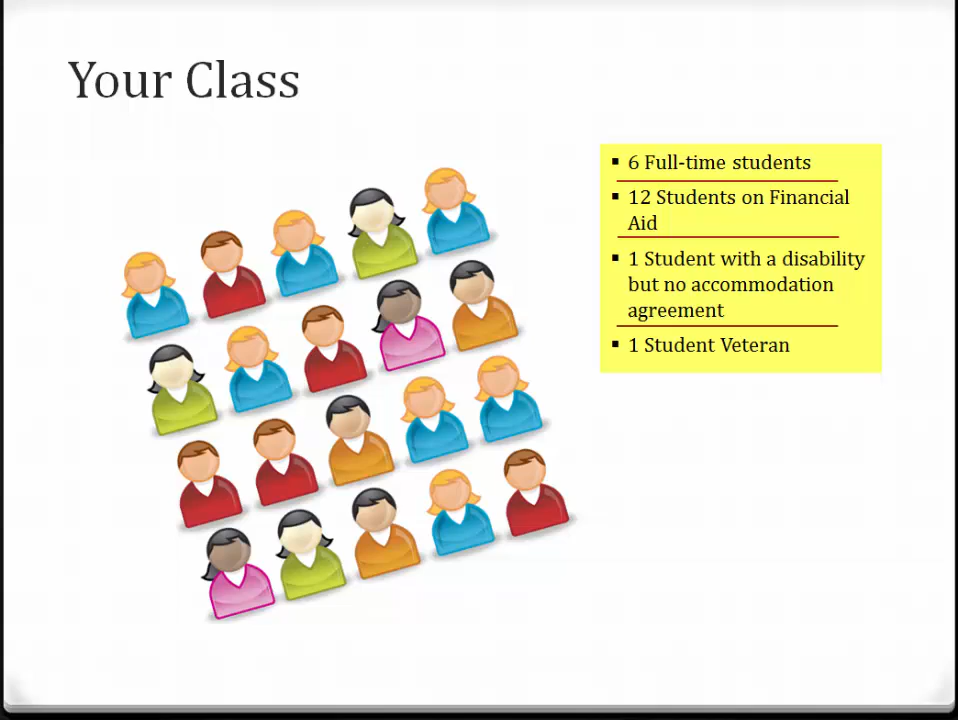 Your Class
▪ 6 Full-time students
▪ 12 Students on Financial
Aid
▪ 1 Student with a disability
but no accommodation
agreement
▪ 1 Student Veteran